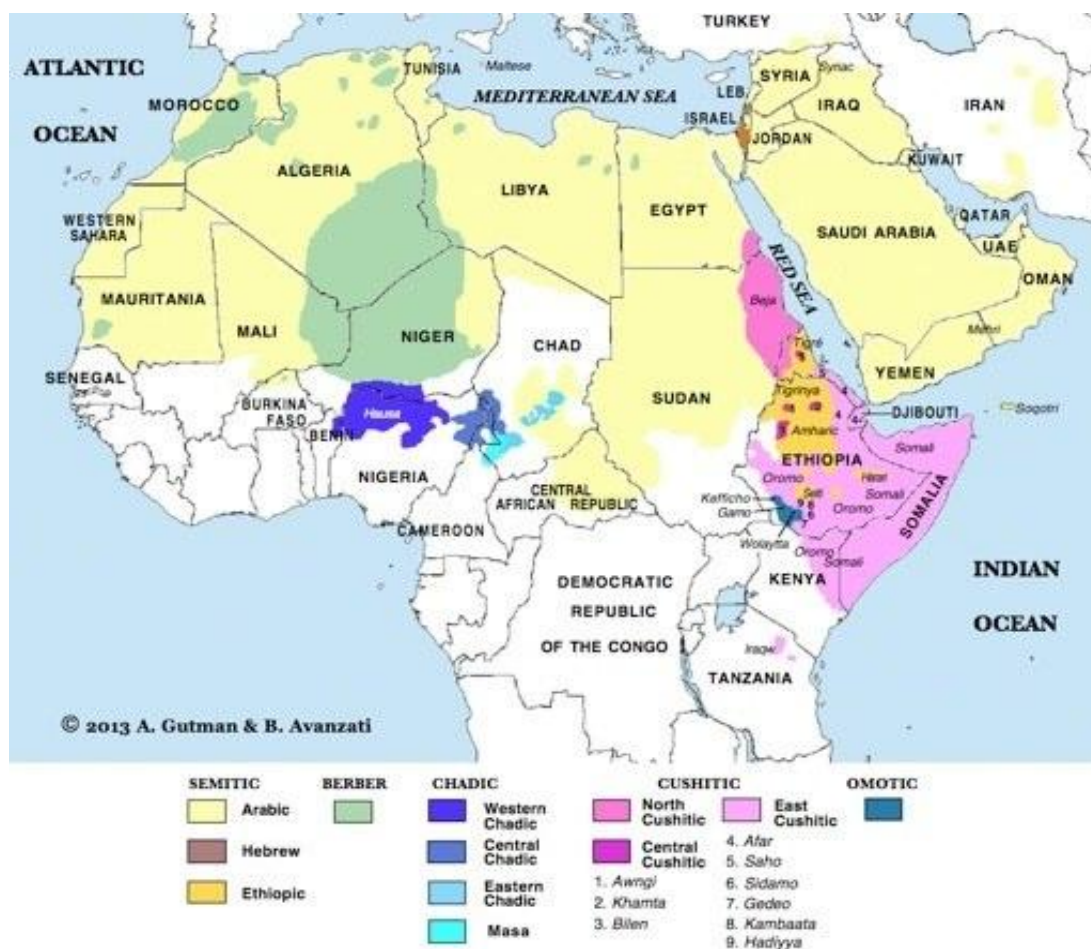 TURKEY
ATLANTIC
OCEAN
TUNISIA
Maltese
SYRIA
Syriac
LEB.
MEDITERRANEAN SEA
MOROCCO
IRAQ
IRAN
ISRAEL
JORDAN
KUWAIT
ALGERIA
LIBYA
EGYPT
WESTERN
SAHARA
SAUDI ARABIA
QATAR
UAE
OMAN
RED SEA
MAURITANIA
MALI
NIGER
CHAD
SUDAN
Beja
Mehri
Tigré
YEMEN
SENEGAL
BURKINA
FASO
BENIN
Hausa
NIGERIA
Tigrinya
5
4
4
4
DJIBOUTI
Soqotri
Amharic
ETHIOPIA
Somali
Oromo
Harari
Somali
Kefficho
Gamo
Wolaytta
Oromo
Oromo
Somali
SOMALIA
CENTRAL
AFRICAN REPUBLIC
CAMEROON
KENYA
DEMOCRATIC
REPUBLIC
OF THE CONGO
INDIAN
OCEAN
Iraqw
TANZANIA
© 2013 A. Gutman & B. Avanzati
SEMITIC
Arabic
Hebrew
Ethiopic
BERBER
CHADIC
Western
Chadic
Central
Chadic
Eastern
Chadic
Masa
CUSHITIC
North
Cushitic
Central
Cushitic
1. Awngi
2. Khamta
3. Bilen
East
Cushitic
4. Afar
5. Saho
6. Sidamo
7. Gedeo
8. Kambaata
9. Hadiyya
OMOTIC